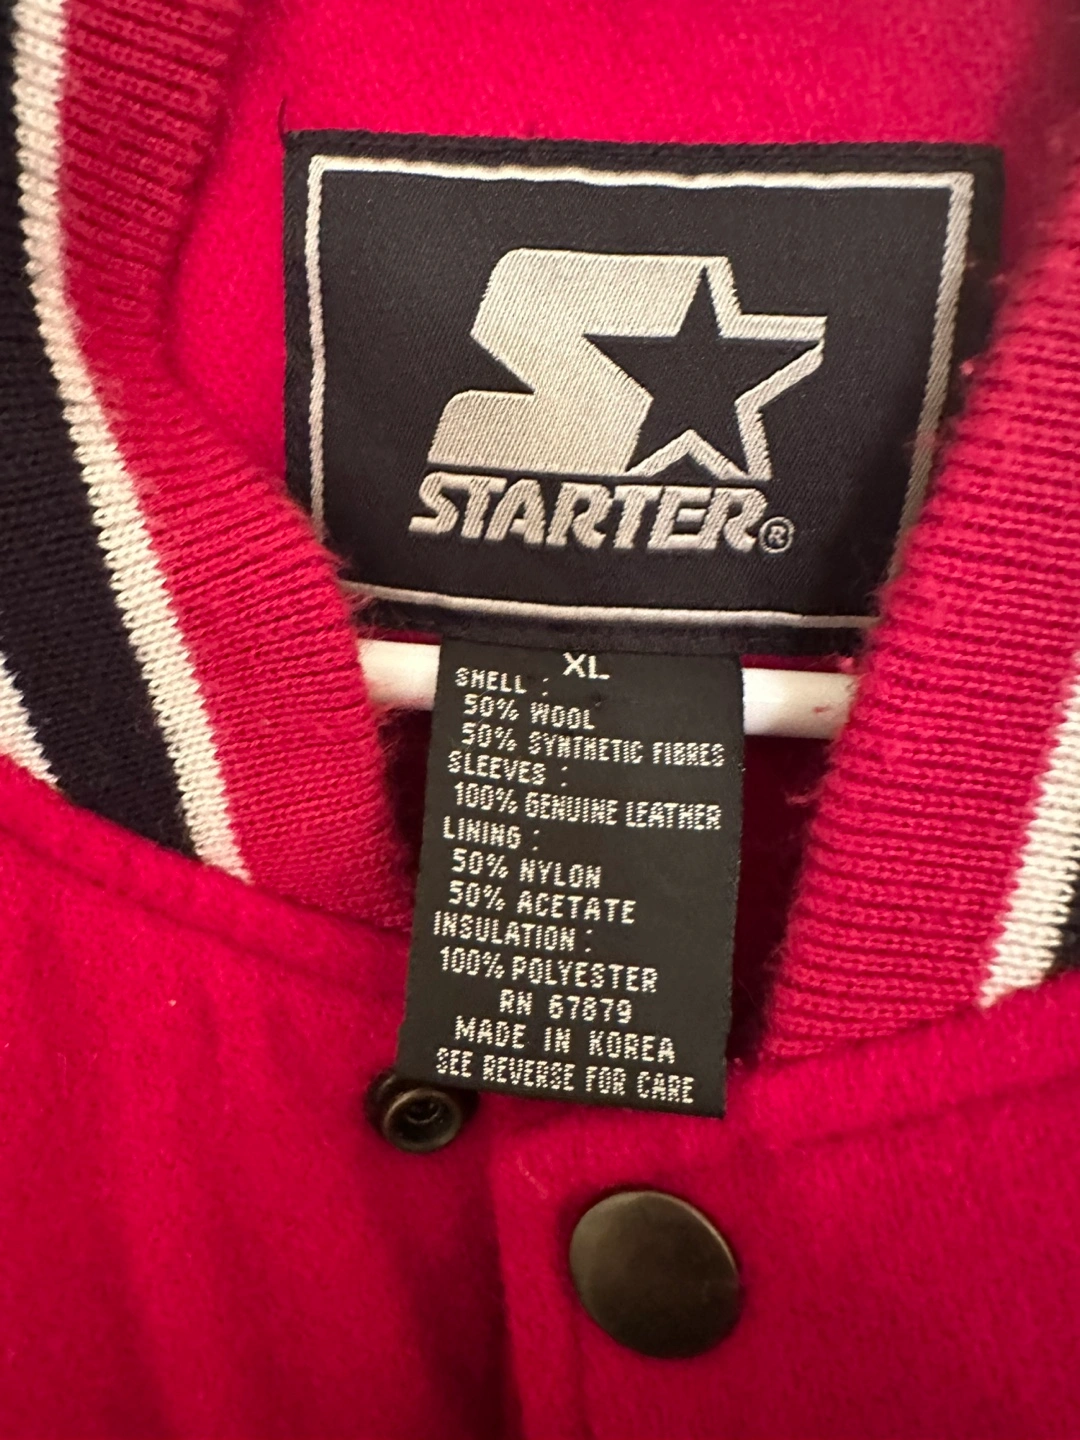 STARTER®
XL
SHELL :
50% WOOL
50% SYNTHETIC FIBRES
SLEEVES :
100% GENUINE LEATHER
LINING :
50% NYLON
50% ACETATE
INSULATION :
100% POLYESTER
RN 67879
MADE IN KOREA
SEE REVERSE FOR CARE